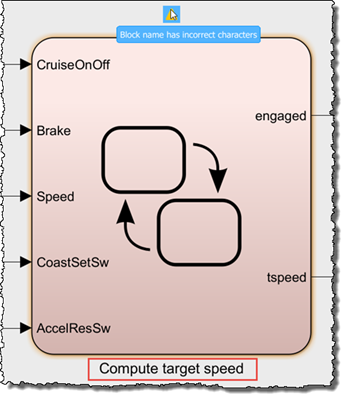 Block name has incorrect characters
CruiseOnOff
engaged
Brake
Speed
CoastSetSw
tspeed
AccelResSw
Compute target speed